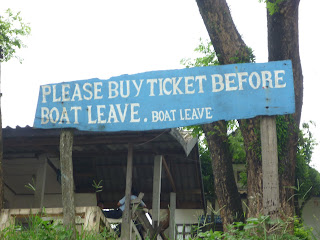 PLEASE BUY TICKET BEFORE
BOAT LEAVE. BOAT LEAVE